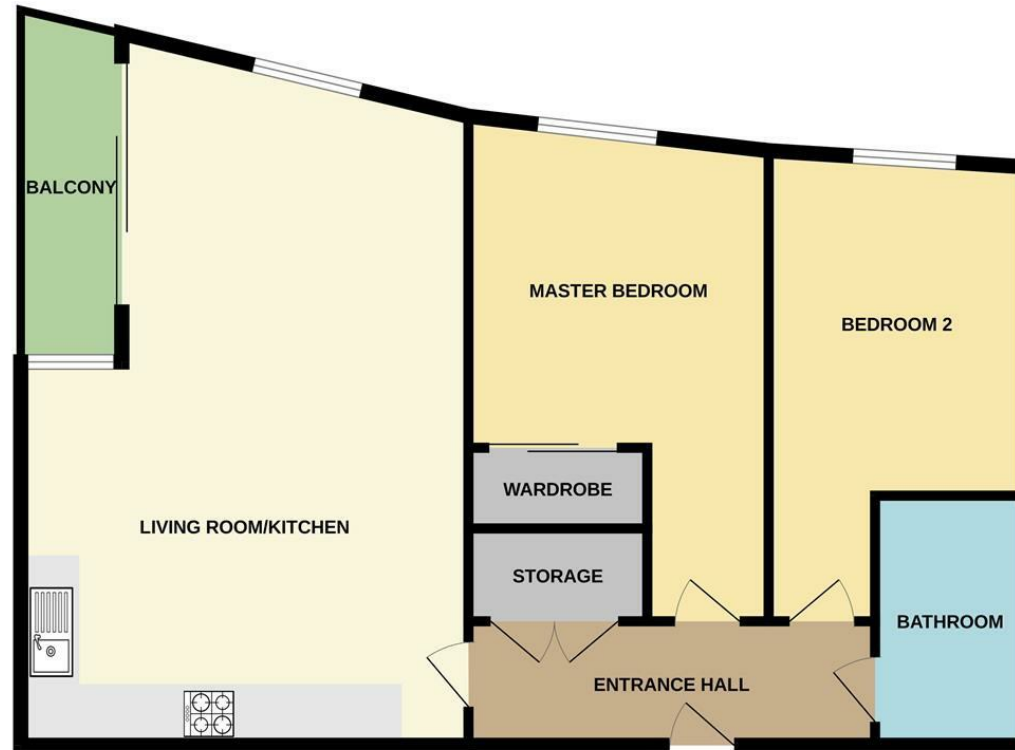 BALCONY
MASTER BEDROOM
BEDROOM 2
WARDROBE
LIVING ROOM/KITCHEN
STORAGE
BATHROOM
ENTRANCE HALL